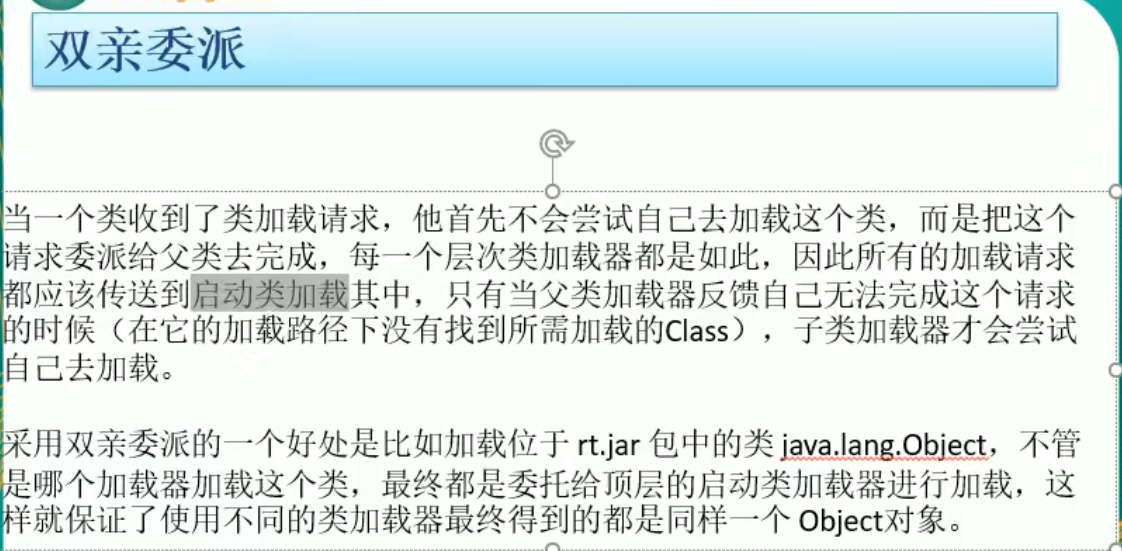 双亲委派
当一个类收到了类加载请求，他首先不会尝试自己去加载这个类，而是把这个
请求委派给父类去完成，每一个层次类加载器都是如此，因此所有的加载请求
都应该传送到启动类加载其中，只有当父类加载器反馈自己无法完成这个请求
的时候（在它的加载路径下没有找到所需加载的Class），子类加载器才会尝试
自己去加载。
采用双亲委派的一个好处是比如加载位于 rt.jar 包中的类 java.lang.Object，不管
是哪个加载器加载这个类，最终都是委托给顶层的启动类加载器进行加载，这
样就保证了使用不同的类加载器最终得到的都是同样一个 Object对象。